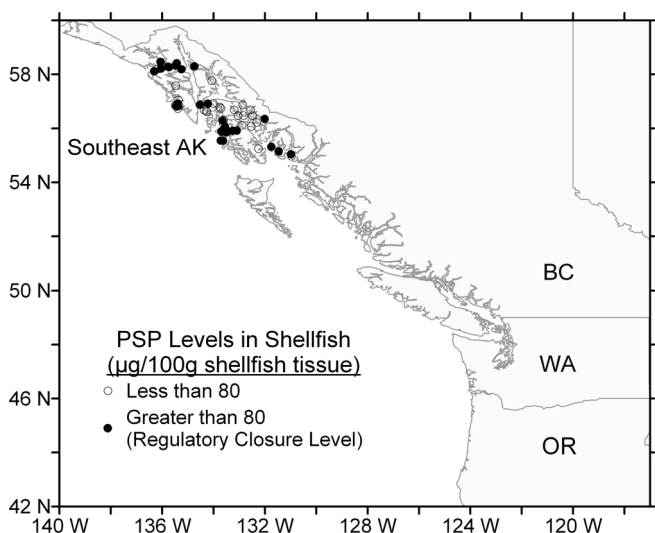 58 N
Southeast AK
54 N
BC
50 N
PSP Levels in Shellfish
(µg/100g shellfish tissue)
Less than 80
Greater than 80
(Regulatory Closure Level)
WA
46 N
OR
42 N
140 W 136 W 132 W 128 W 124 W 120 W